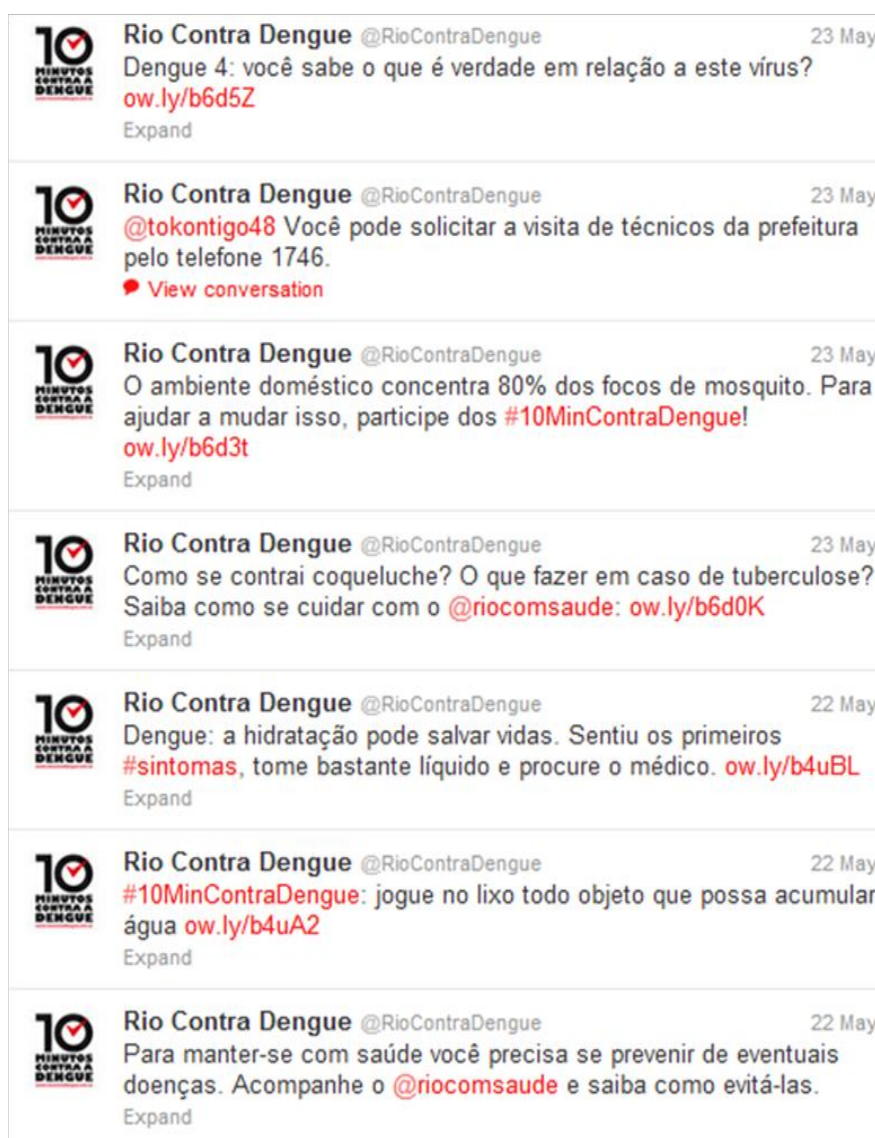 Rio Contra Dengue @RioContraDengue 23 May
Dengue 4: você sabe o que é verdade em relação a este vírus?
ow.ly/b6d5Z
Expand
10 MINUTOS CONTRA A DENGUE
Rio Contra Dengue @RioContraDengue 23 May
@tokontigo48 Você pode solicitar a visita de técnicos da prefeitura
pelo telefone 1746.
View conversation
10 MINUTOS CONTRA A DENGUE
Rio Contra Dengue @RioContraDengue 23 May
O ambiente doméstico concentra 80% dos focos de mosquito. Para
ajudar a mudar isso, participe dos #10MinContraDengue!
ow.ly/b6d3t
Expand
10 MINUTOS CONTRA A DENGUE
Rio Contra Dengue @RioContraDengue 23 May
Como se contrai coqueluche? O que fazer em caso de tuberculose?
Saiba como se cuidar com o @riocomsaude: ow.ly/b6d0K
Expand
10 MINUTOS CONTRA A DENGUE
Rio Contra Dengue @RioContraDengue 22 May
Dengue: a hidratação pode salvar vidas. Sentiu os primeiros
#sintomas, tome bastante líquido e procure o médico. ow.ly/b4uBL
Expand
10 MINUTOS CONTRA A DENGUE
Rio Contra Dengue @RioContraDengue 22 May
#10MinContraDengue: jogue no lixo todo objeto que possa acumular
água ow.ly/b4uA2
Expand
10 MINUTOS CONTRA A DENGUE
Rio Contra Dengue @RioContraDengue 22 May
Para manter-se com saúde você precisa se prevenir de eventuais
doenças. Acompanhe o @riocomsaude e saiba como evitá-las.
Expand
10 MINUTOS CONTRA A DENGUE